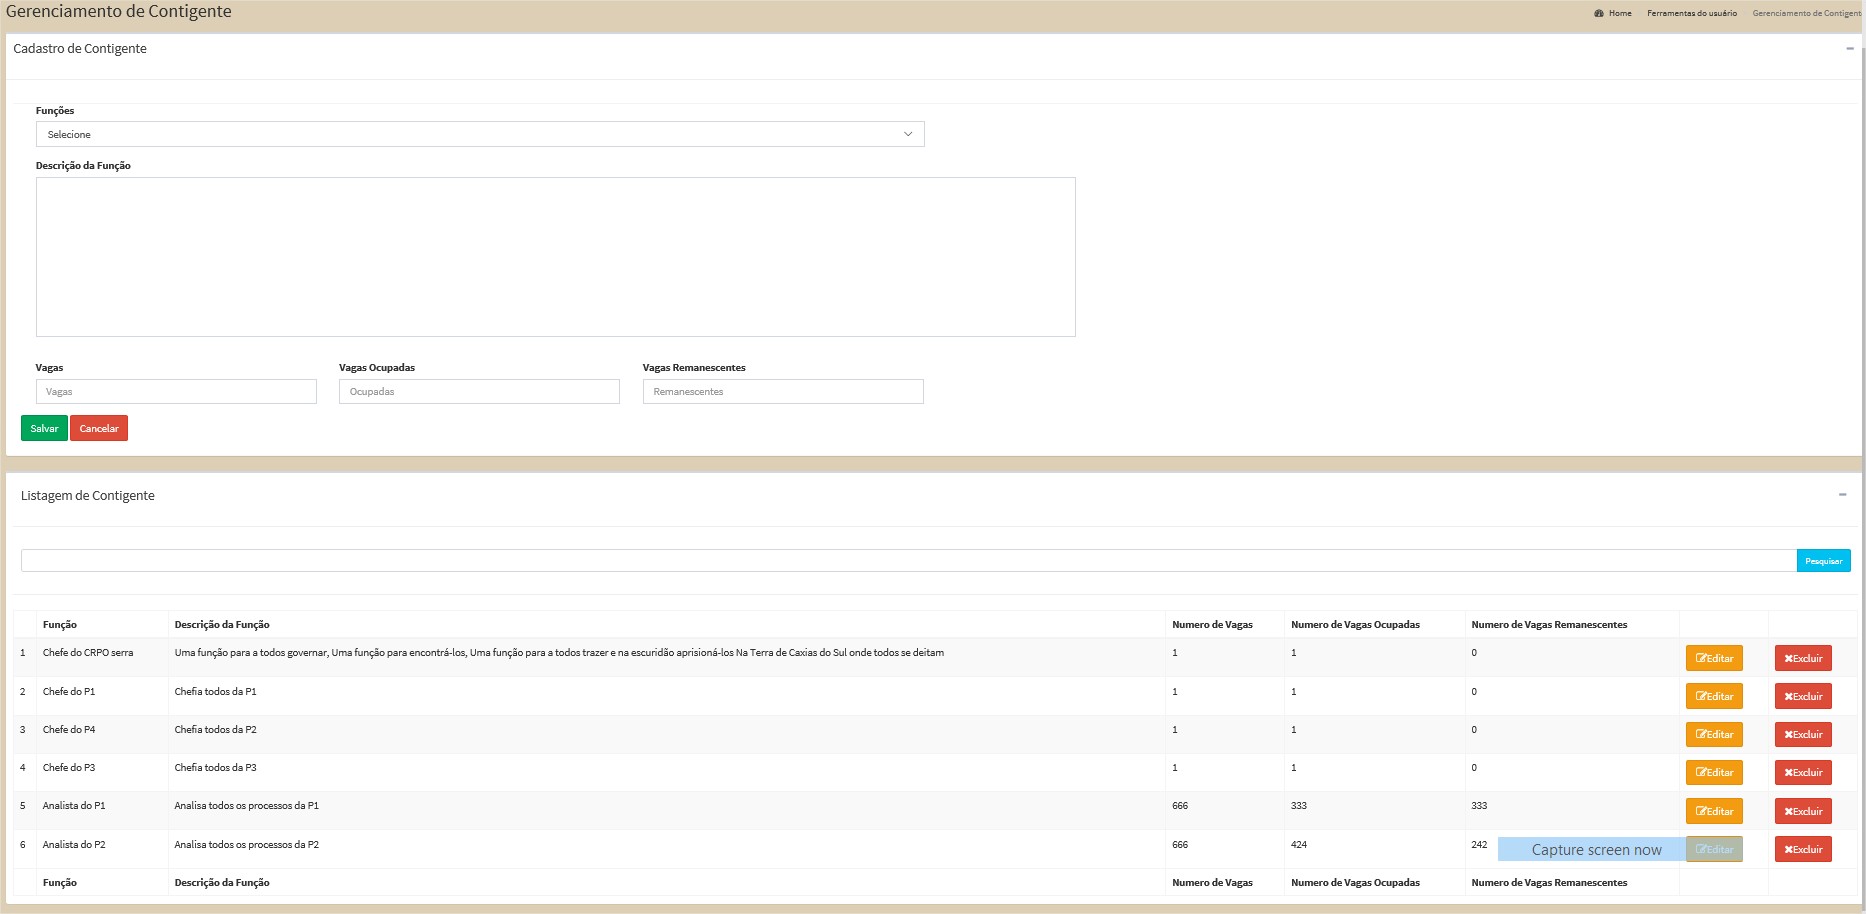 Gerenciamento de Contigente
Home Ferramentas do usuário Gerenciamento de Contigent
Cadastro de Contigente
Funções
Selecione
Descrição da Função
Vagas Vagas Ocupadas Vagas Remanescentes
Vagas Ocupadas Remanescentes
Salvar Cancelar
Listagem de Contigente
Pesquisar
Função Descrição da Função Numero de Vagas Numero de Vagas Ocupadas Numero de Vagas Remanescentes
1 Chefe do CRPO serra Uma função para a todos governar, Uma função para encontrá-los, Uma função para a todos trazer e na escuridão aprisioná-los Na Terra de Caxias do Sul onde todos se deitam 1 1 0 Editar Excluir
2 Chefe do P1 Chefia todos da P1 1 1 0 Editar Excluir
3 Chefe do P4 Chefia todos da P2 1 1 0 Editar Excluir
4 Chefe do P3 Chefia todos da P3 1 1 0 Editar Excluir
5 Analista do P1 Analisa todos os processos da P1 666 333 333 Editar Excluir
6 Analista do P2 Analisa todos os processos da P2 666 424 242 Capture screen now Editar Excluir
Função Descrição da Função Numero de Vagas Numero de Vagas Ocupadas Numero de Vagas Remanescentes